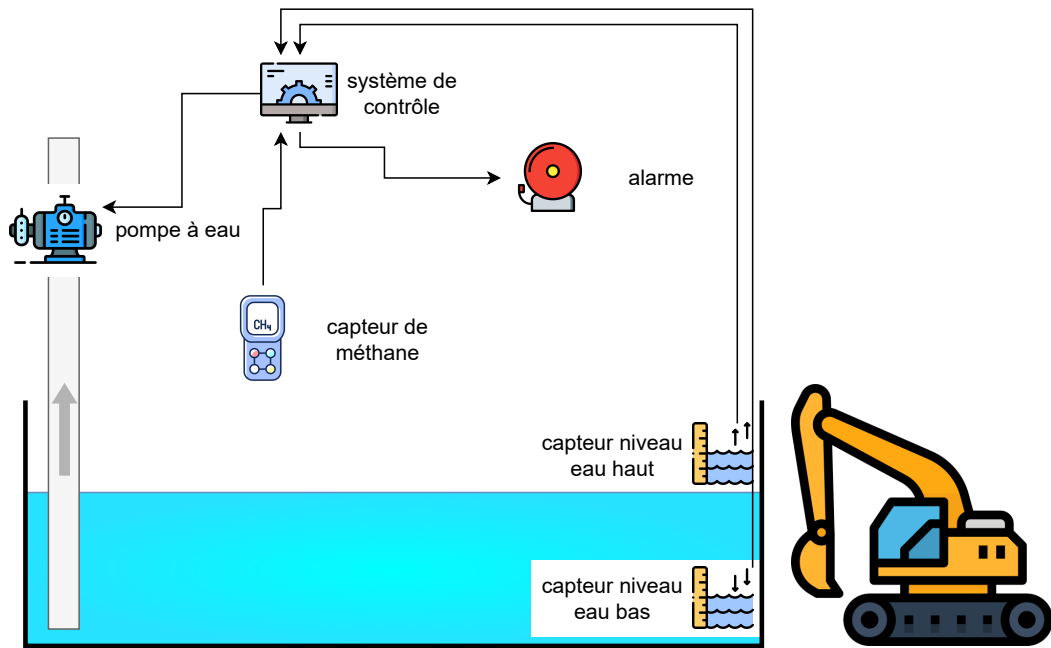 système de
contrôle
alarme
pompe à eau
CH₄
capteur de
méthane
capteur niveau
eau haut
capteur niveau
eau bas